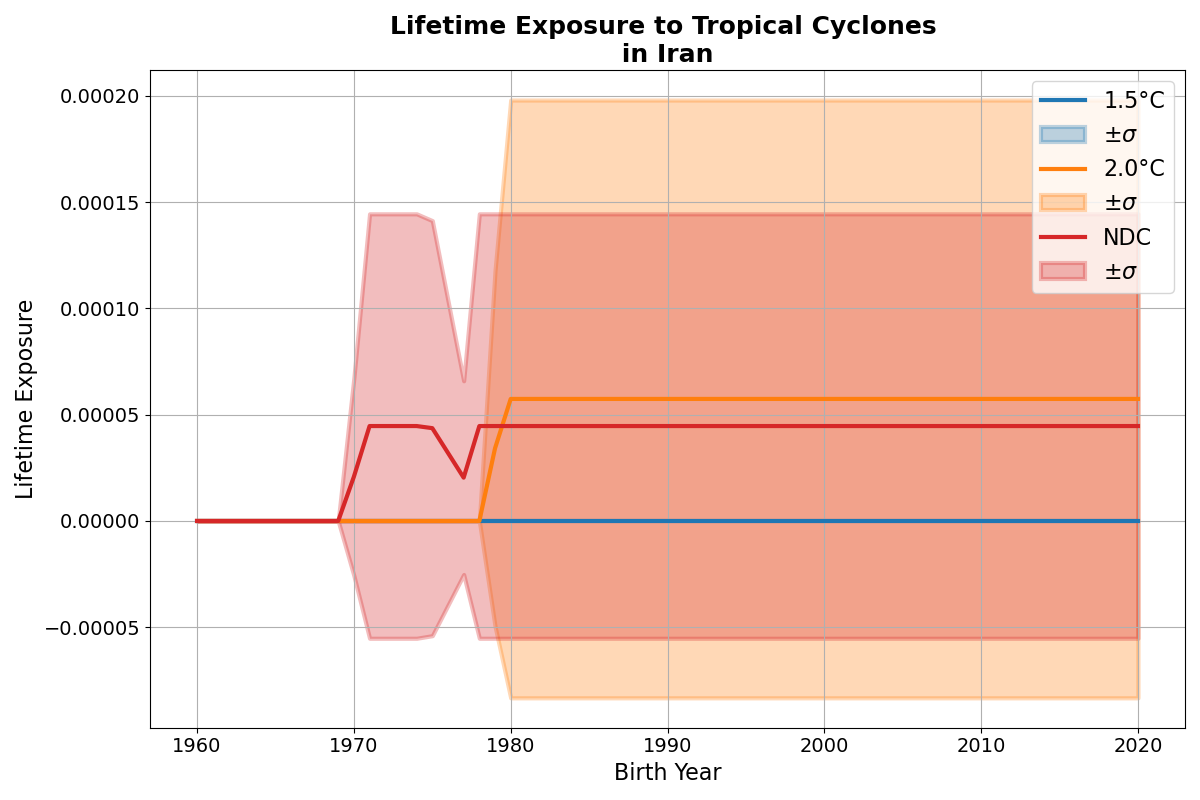 Lifetime Exposure to Tropical Cyclones
in Iran
0.00020
0.00015
0.00010
0.00005
0.00000
−0.00005
Lifetime Exposure
1960
1970
1980
1990
2000
2010
2020
Birth Year
1.5°C
±σ
2.0°C
±σ
NDC
±σ